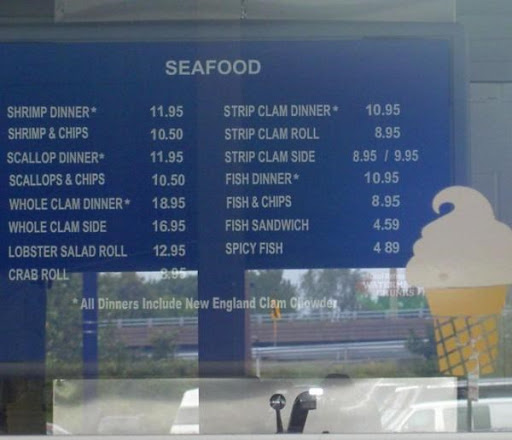 SEAFOOD
SHRIMP DINNER* 11.95
SHRIMP & CHIPS 10.50
SCALLOP DINNER* 11.95
SCALLOPS & CHIPS 10.50
WHOLE CLAM DINNER* 18.95
WHOLE CLAM SIDE 16.95
LOBSTER SALAD ROLL 12.95
CRAB ROLL 8.95
STRIP CLAM DINNER* 10.95
STRIP CLAM ROLL 8.95
STRIP CLAM SIDE 8.95 / 9.95
FISH DINNER* 10.95
FISH & CHIPS 8.95
FISH SANDWICH 4.59
SPICY FISH 4 89
* All Dinners Include New England Clam Chowder